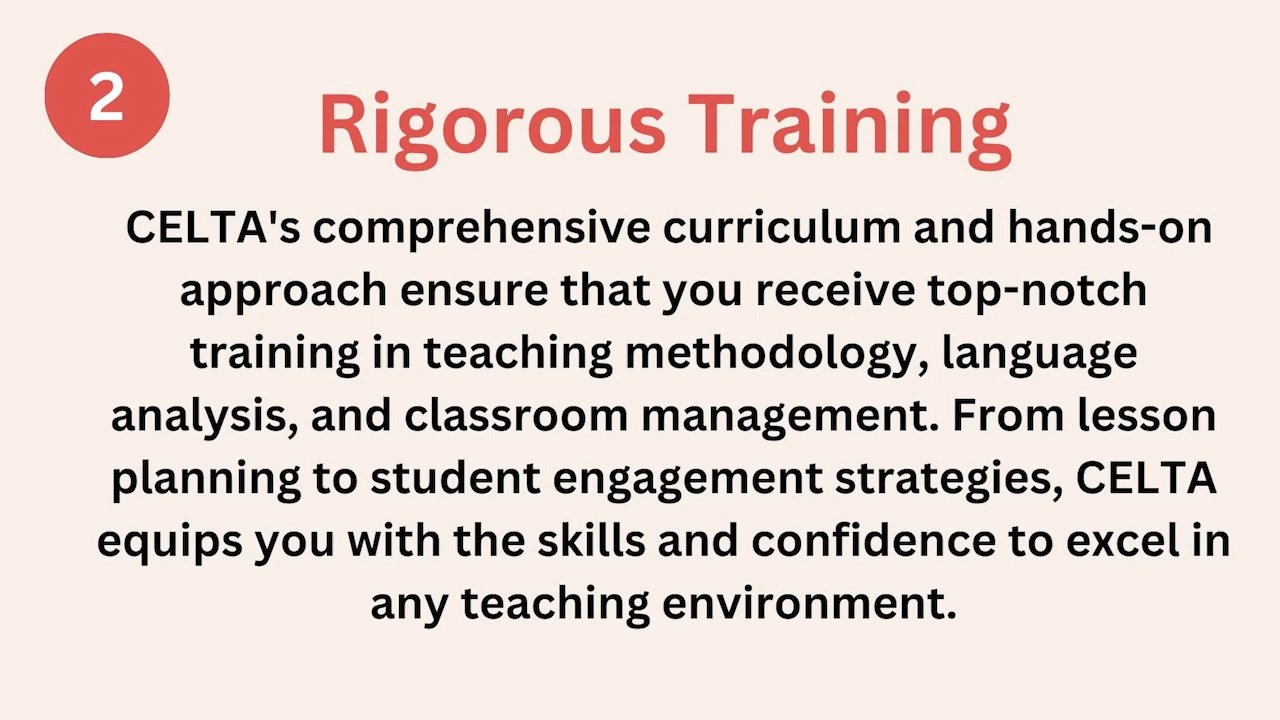 2
Rigorous Training
CELTA's comprehensive curriculum and hands-on
approach ensure that you receive top-notch
training in teaching methodology, language
analysis, and classroom management. From lesson
planning to student engagement strategies, CELTA
equips you with the skills and confidence to excel in
any teaching environment.